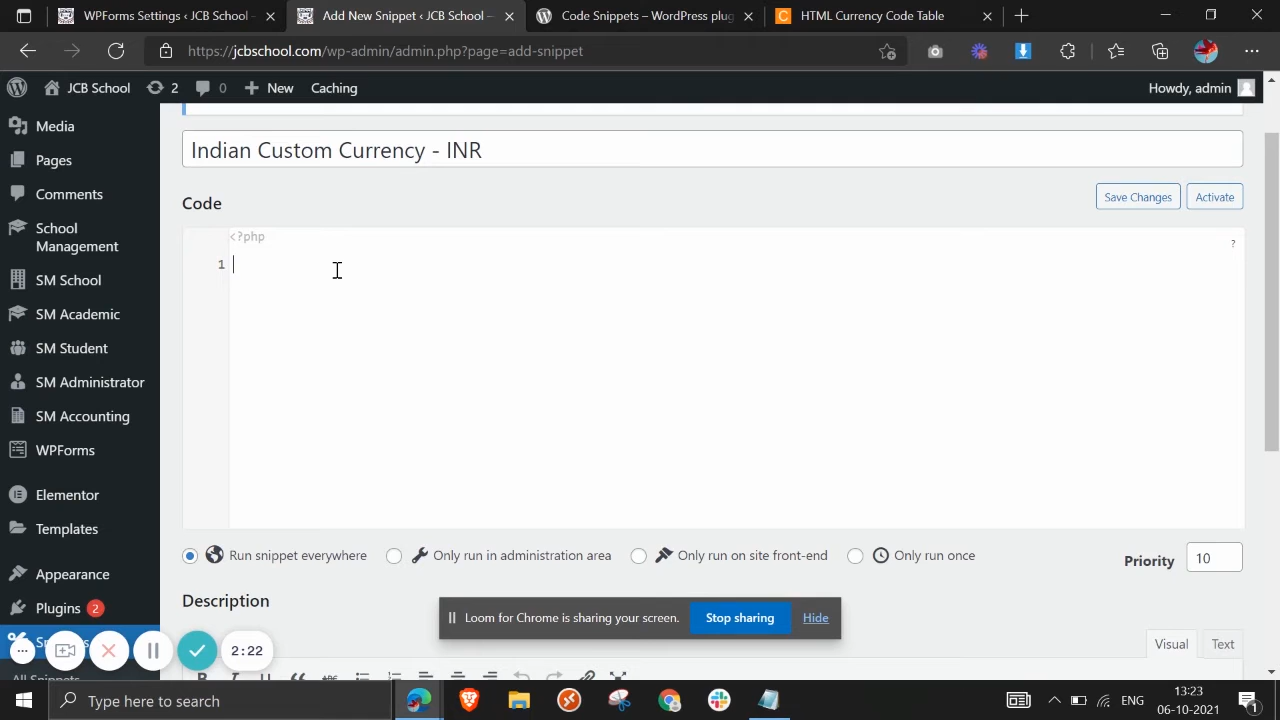 WPForms Settings ‹ JCB School —
Add New Snippet ‹ JCB School —
Code Snippets – WordPress plug
HTML Currency Code Table
https://jcbschool.com/wp-admin/admin.php?page=add-snippet
JCB School
2
0
New
Caching
Howdy, admin
Media
Pages
Comments
School
Management
SM School
SM Academic
SM Student
SM Administrator
SM Accounting
WPForms
Elementor
Templates
Appearance
Plugins 2
All Snippets
Indian Custom Currency - INR
Code
Save Changes
Activate
<?php
?
1
Run snippet everywhere
Only run in administration area
Only run on site front-end
Only run once
Priority
10
Description
Loom for Chrome is sharing your screen.
Stop sharing
Hide
2:22
Visual
Text
B I U ABC
Type here to search
ENG
13:23
06-10-2021
1